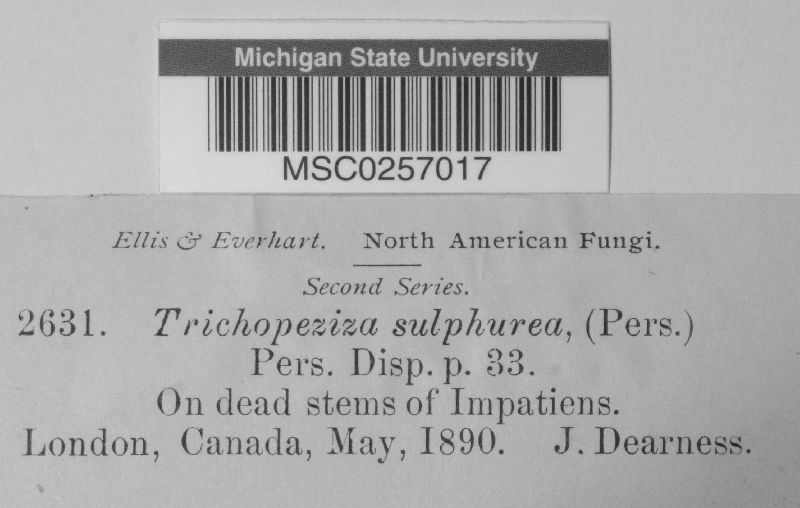 Michigan State University
MSC0257017
Ellis & Everhart. North American Fungi.
Second Series.
2631. Trichopeziza sulphurea, (Pers.)
Pers. Disp. p. 33.
On dead stems of Impatiens.
London, Canada, May, 1890. J. Dearness.